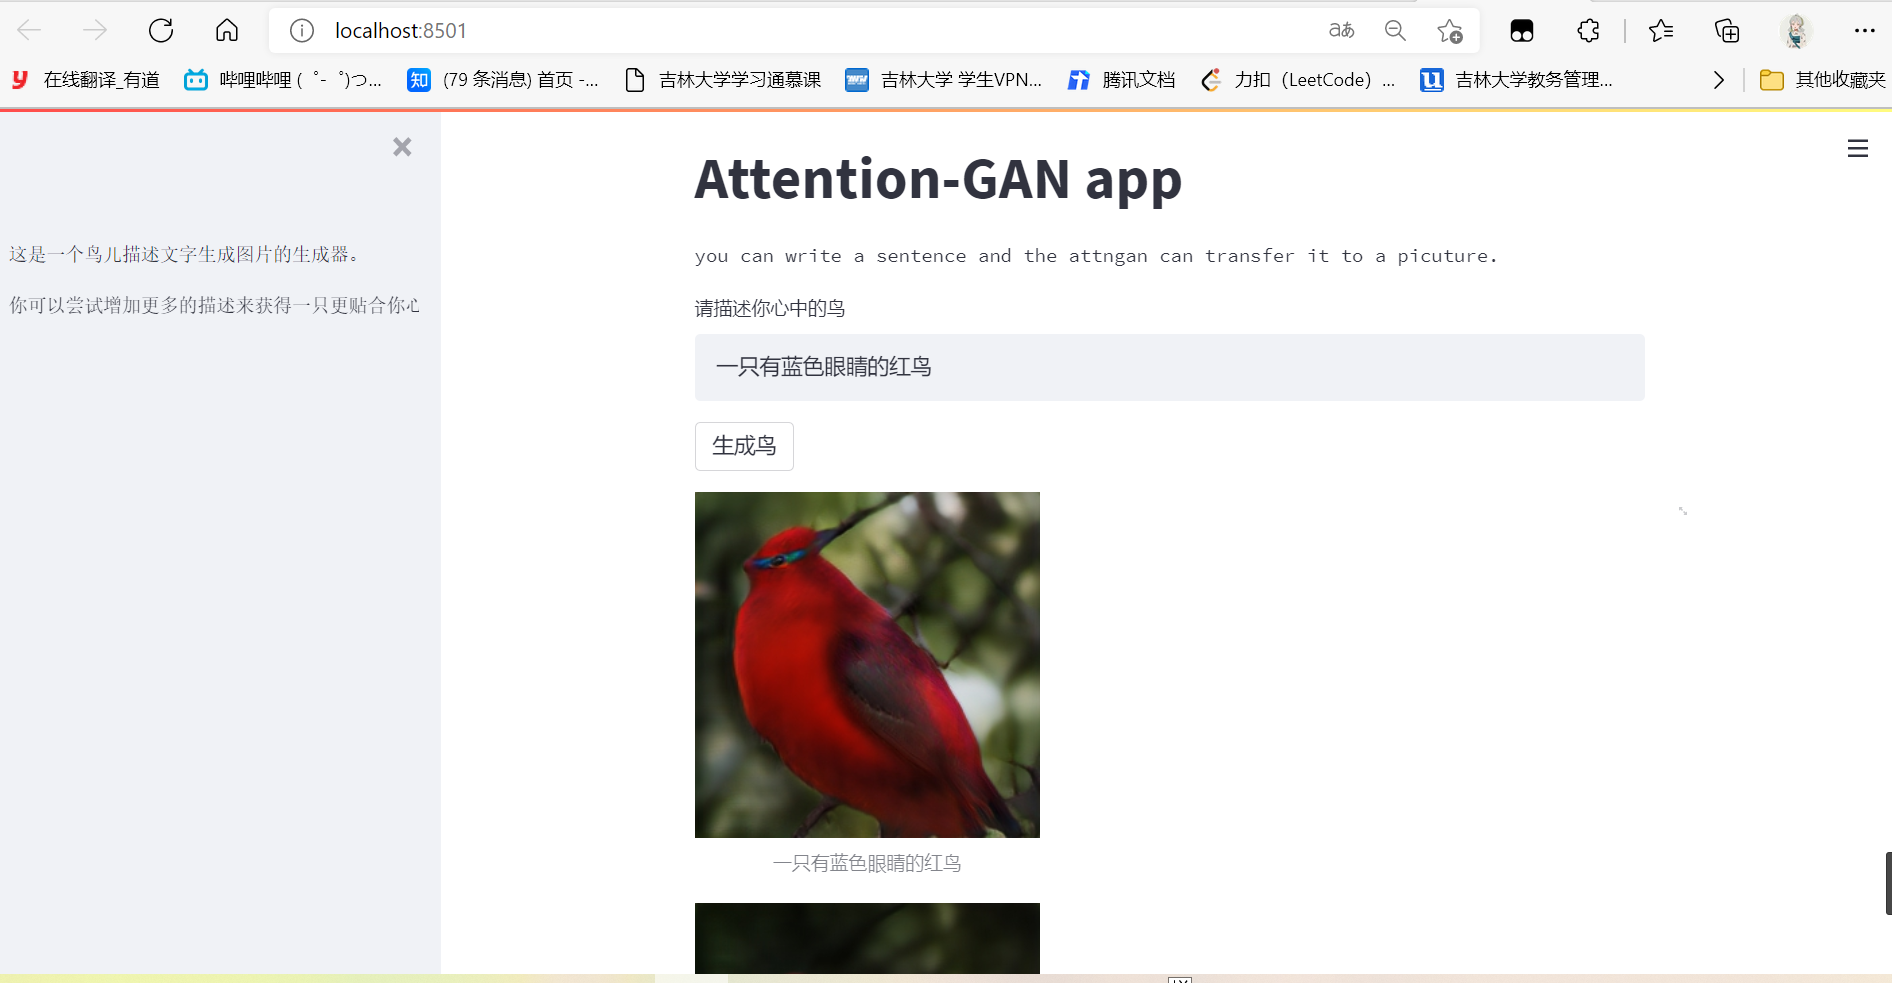 localhost:8501
aあ
在线翻译_有道
哔哩哔哩 ( ゜- ゜)つ...
(79 条消息) 首页 -...
吉林大学学习通慕课
吉林大学 学生VPN...
腾讯文档
力扣（LeetCode）...
吉林大学教务管理...
其他收藏夹
这是一个鸟儿描述文字生成图片的生成器。
你可以尝试增加更多的描述来获得一只更贴合你心
Attention-GAN app
you can write a sentence and the attngan can transfer it to a picuture.
请描述你心中的鸟
一只有蓝色眼睛的红鸟
生成鸟
一只有蓝色眼睛的红鸟